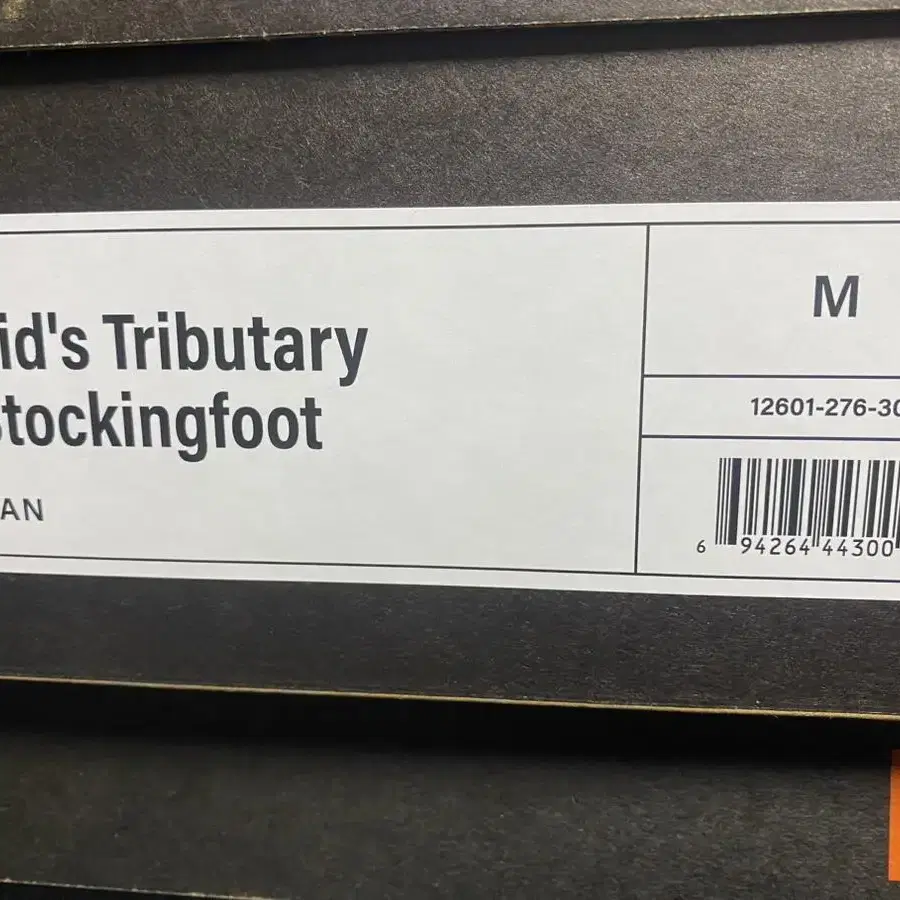 id's Tributary
tockingfoot
AN
M
12601-276-30
6 94264 44300